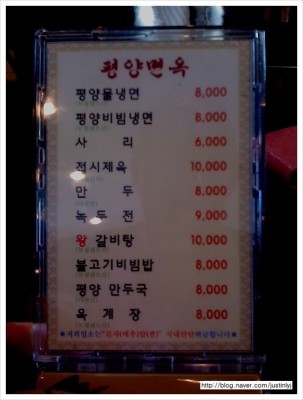 평양면옥
평양물냉면 8,000
평양비빔냉면 8,000
사 리 6,000
전시제육 10,000
만 두 8,000
녹두전 9,000
왕 갈비탕 10,000
불고기비빔밥 8,000
평양 만두국 8,000
육 계 장 8,000
http://blog.naver.com/justinlyj